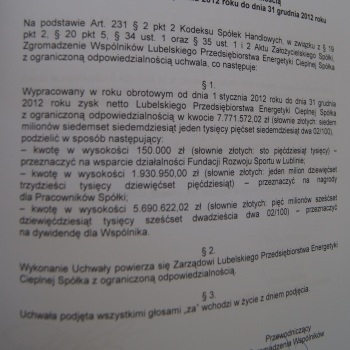 2012 roku do dnia 31 grudnia 2012 roku
Na podstawie Art. 231 § 2 pkt 2 Kodeksu Spółek Handlowych, w związku z § 19
pkt 2, § 20 pkt 5, § 34 ust. 1 oraz § 35 ust. 1 i 2 Aktu Założycielskiego Spółki,
Zgromadzenie Wspólników Lubelskiego Przedsiębiorstwa Energetyki Cieplnej Spółka
z ograniczoną odpowiedzialnością uchwala, co następuje:
§ 1.
Wypracowany w roku obrotowym od dnia 1 stycznia 2012 roku do dnia 31 grudnia
2012 roku zysk netto Lubelskiego Przedsiębiorstwa Energetyki Cieplnej Spółka
z ograniczoną odpowiedzialnością w kwocie 7.771.572,02 (słownie złotych: siedem
milionów siedemset siedemdziesiąt jeden tysięcy pięćset siedemdziesiąt dwa 02/100),
podzielić w sposób następujący:
– kwotę w wysokości 150.000 zł (słownie złotych: sto pięćdziesiąt tysięcy) –
przeznaczyć na wsparcie działalności Fundacji Rozwoju Sportu w Lublinie;
– kwotę w wysokości 1.930.950,00 zł (słownie złotych: jeden milion dziewięćset
trzydzieści tysięcy dziewięćset pięćdziesiąt) – przeznaczyć na nagrody
dla Pracowników Spółki;
– kwotę w wysokości 5.690.622,02 zł (słownie złotych: pięć milionów sześćset
dziewięćdziesiąt tysięcy sześćset dwadzieścia dwa 02/100) – przeznaczyć
na dywidendę dla Wspólnika.
§ 2.
Wykonanie Uchwały powierza się Zarządowi Lubelskiego Przedsiębiorstwa Energetyki
Cieplnej Spółka z ograniczoną odpowiedzialnością.
§ 3.
Uchwała podjęta wszystkimi głosami „za” wchodzi w życie z dniem podjęcia.
Przewodniczący
Wspólników